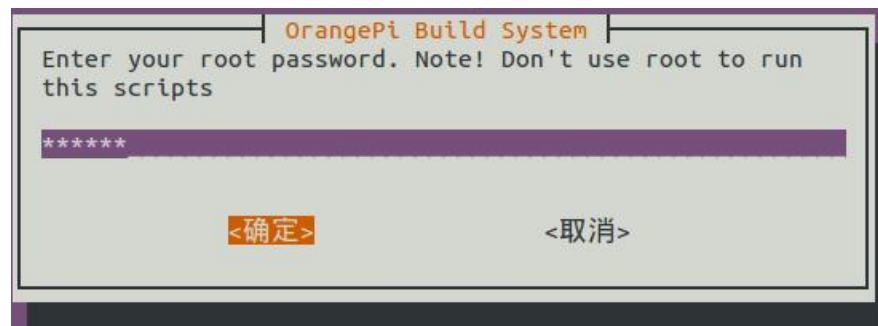 OrangePi Build System
Enter your root password. Note! Don't use root to run
this scripts
******
<确定> <取消>